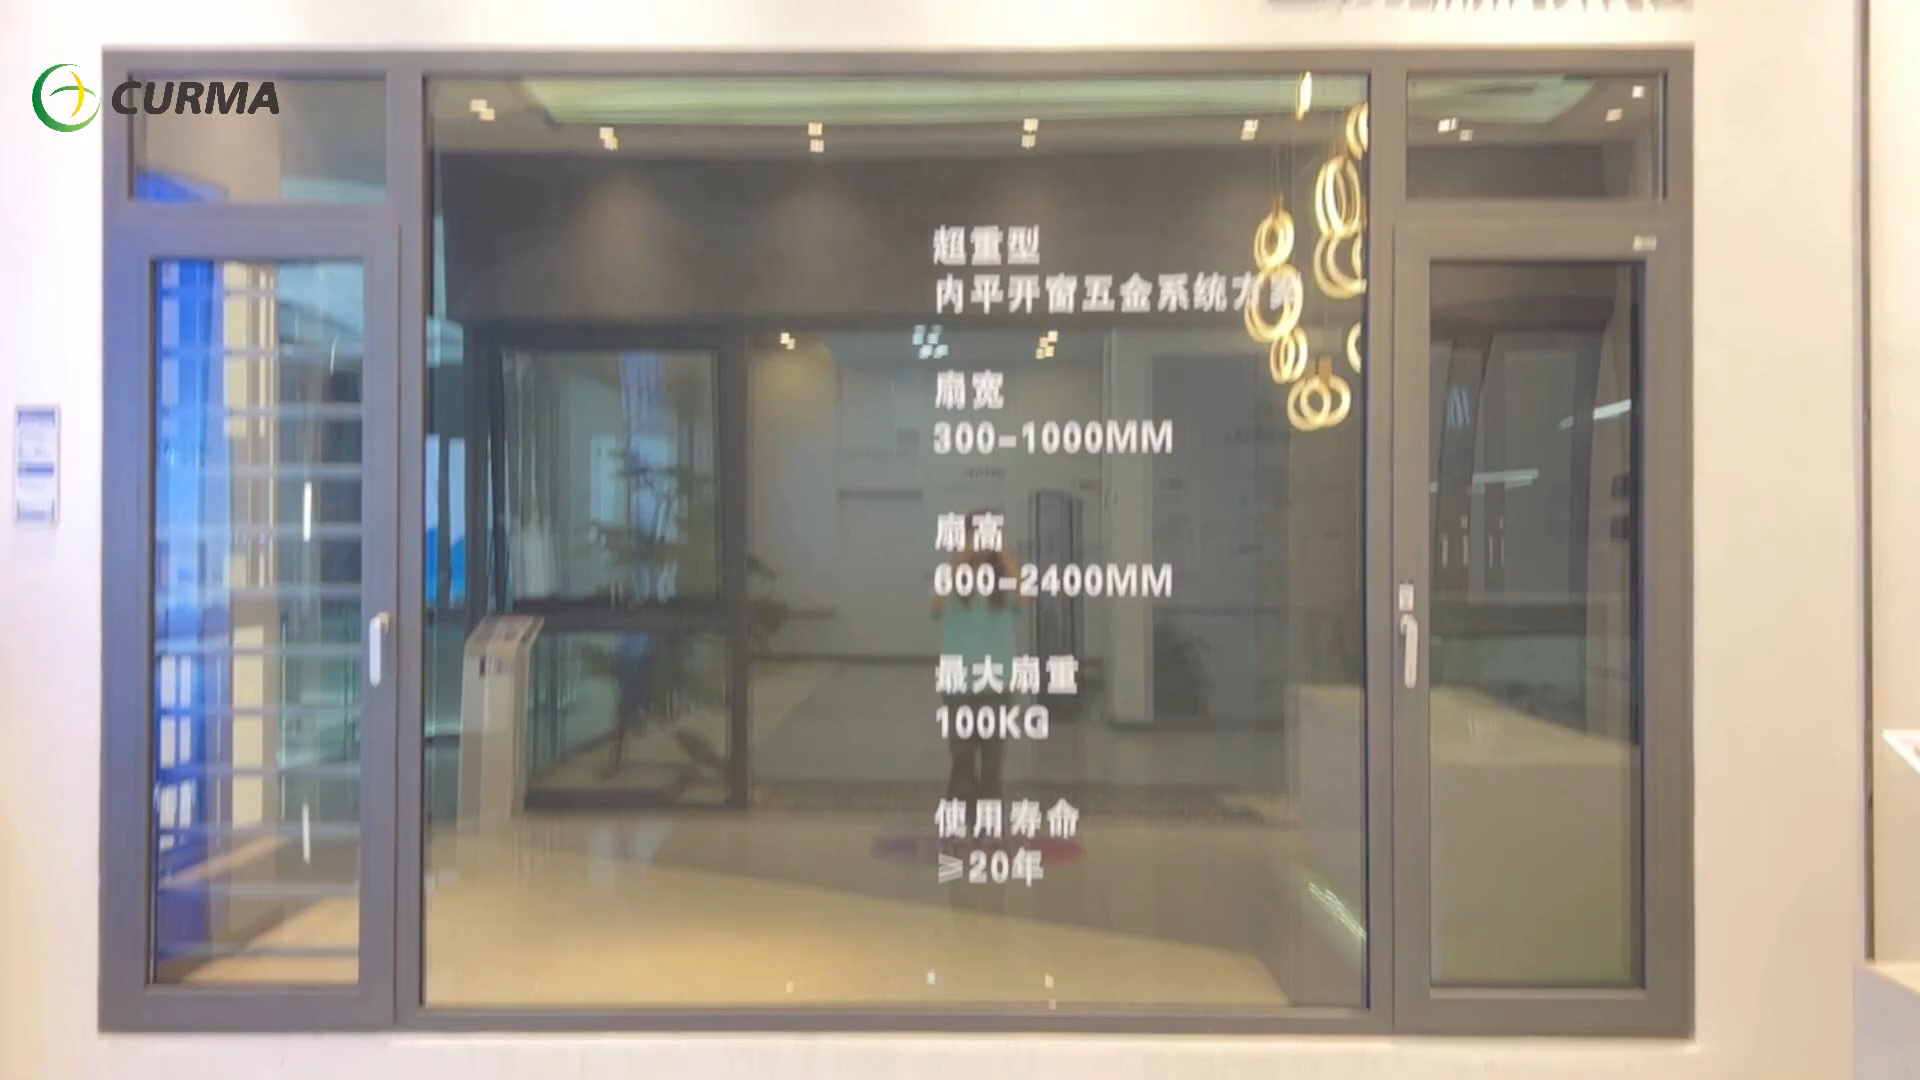 CURMA
超重型
内平开窗五金系统方案
扇宽
300-1000MM
扇高
600-2400MM
最大扇重
100KG
使用寿命
≥20年